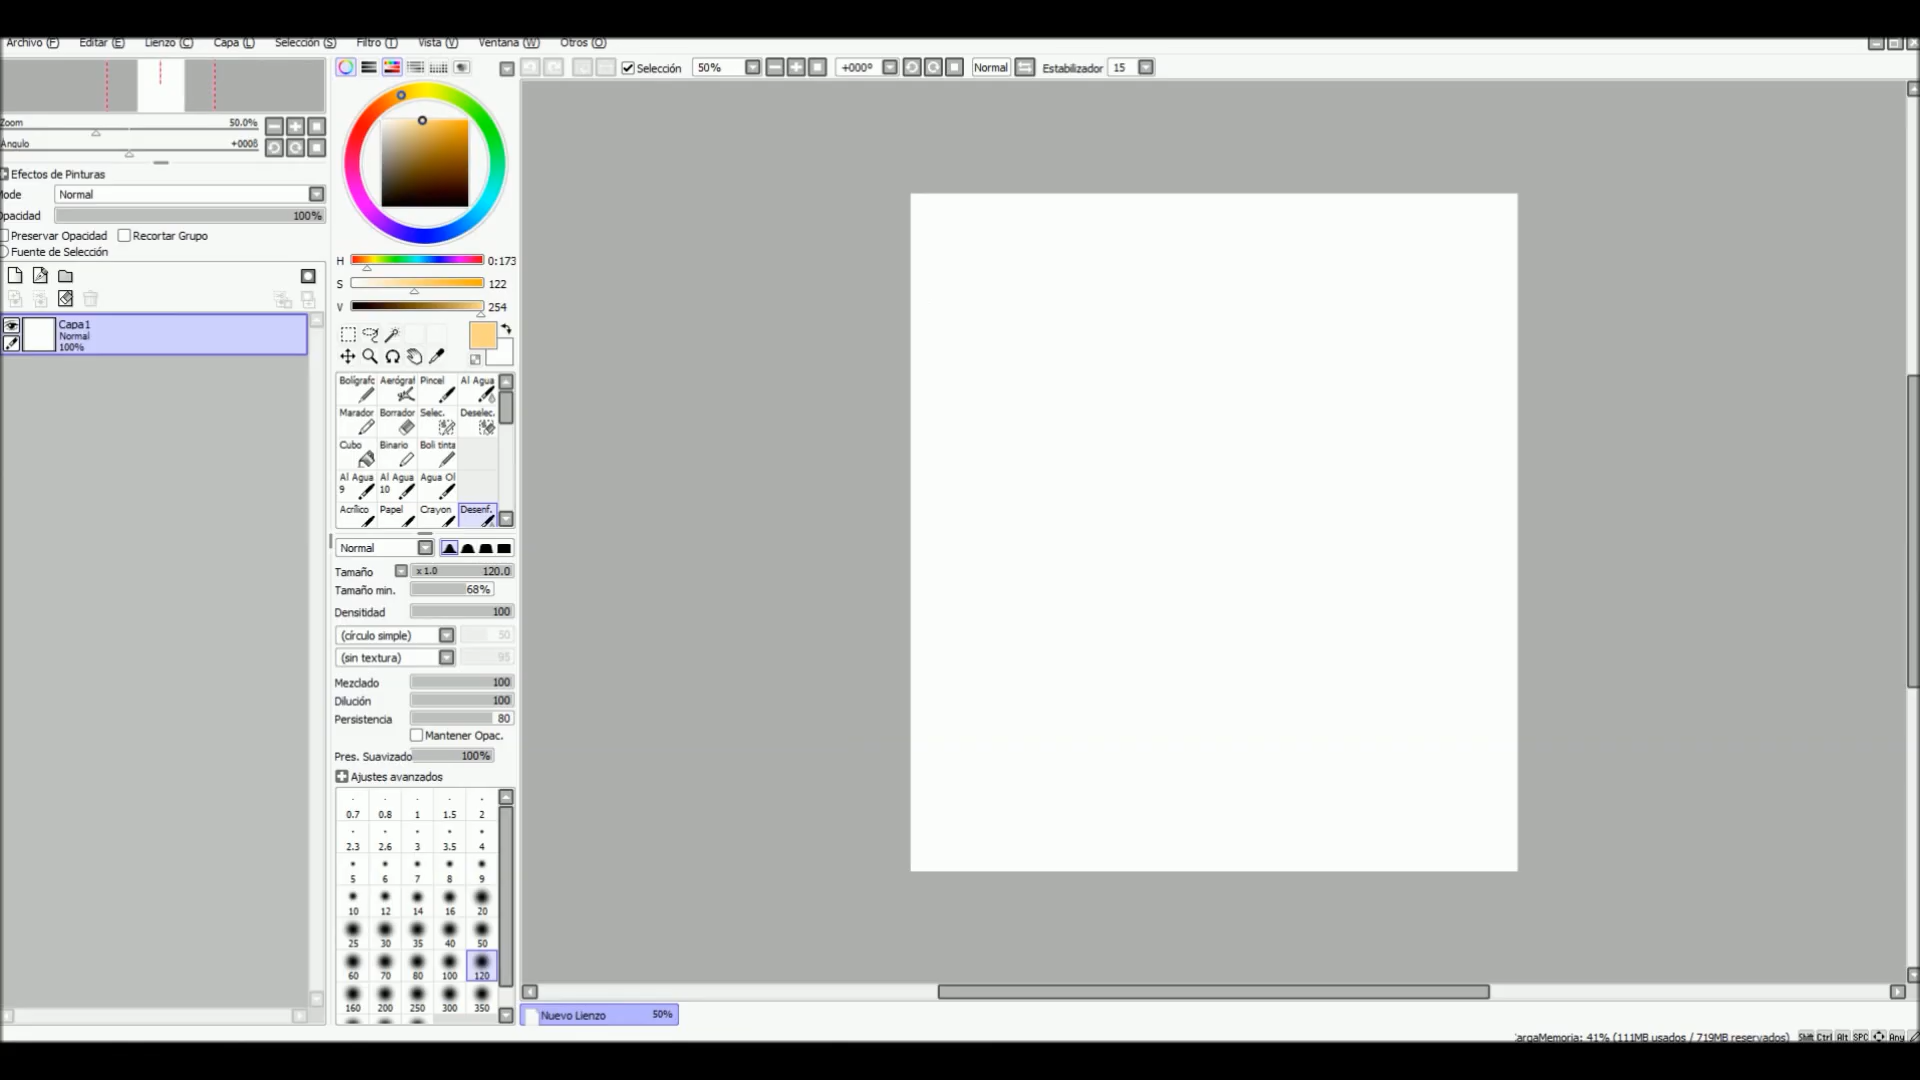 Archivo (F) Editar (E) Lienzo (C) Capa (L) Selección (S) Filtro (T) Vista (V) Ventana (W) Otros (O)
Selección 50% +000º Normal Estabilizador 15
Zoom 50.0%
Ángulo +000ß
Efectos de Pinturas
Mode Normal
Opacidad 100%
Preservar Opacidad Recortar Grupo
Fuente de Selección
Capa1
Normal
100%
H 0:173
S 122
V 254
Bolígrafo Aerógraf Pincel Al Agua
Marador Borrador Selec. Deselec.
Cubo Binario Boli tinta
Al Agua 9 Al Agua 10 Agua Ol
Acrílico Papel Crayon Desenf.
Normal
Tamaño x 1.0 120.0
Tamaño min. 68%
Densitidad 100
(círculo simple) 50
(sin textura) 95
Mezclado 100
Dilución 100
Persistencia 80
Mantener Opac.
Pres. Suavizado 100%
Ajustes avanzados
0.7 0.8 1 1.5 2
2.3 2.6 3 3.5 4
5 6 7 8 9
10 12 14 16 20
25 30 35 40 50
60 70 80 100 120
160 200 250 300 350
Nuevo Lienzo 50%
CargaMemoria: 41% (111MB usados / 719MB reservados) Shift Ctrl Alt SPC Any